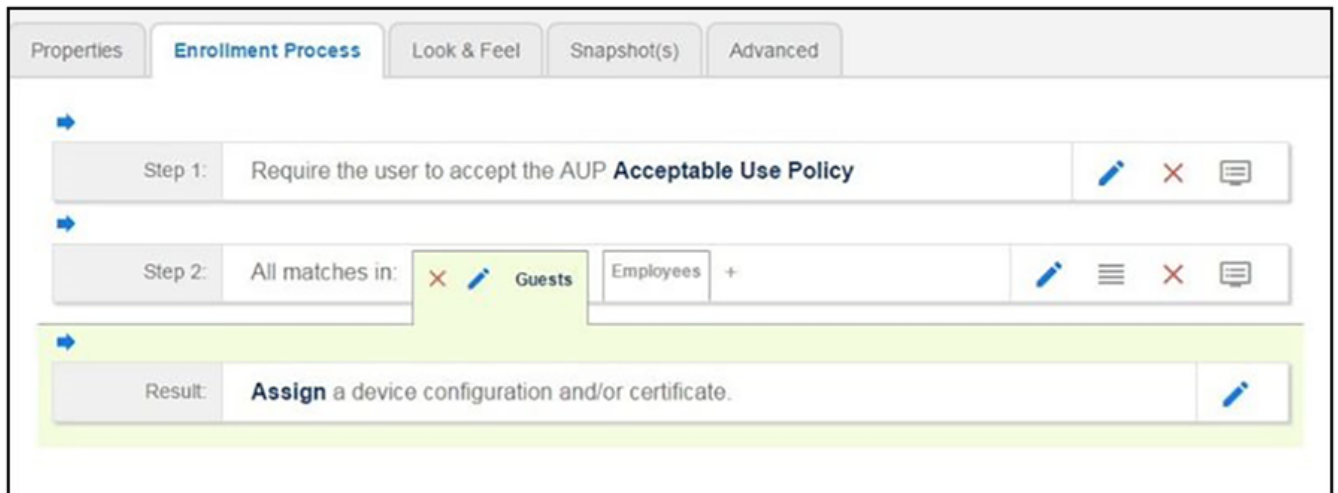 Properties Enrollment Process Look & Feel Snapshot(s) Advanced
Step 1: Require the user to accept the AUP Acceptable Use Policy
Step 2: All matches in: Guests Employees +
Result: Assign a device configuration and/or certificate.